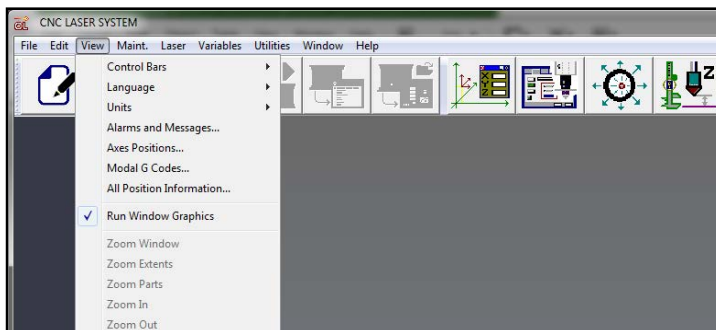 CNC LASER SYSTEM
File Edit View Maint. Laser Variables Utilities Window Help
Control Bars
Language
Units
Alarms and Messages...
Axes Positions...
Modal G Codes...
All Position Information...
Run Window Graphics
Zoom Window
Zoom Extents
Zoom Parts
Zoom In
Zoom Out
X
Y
Z
Z